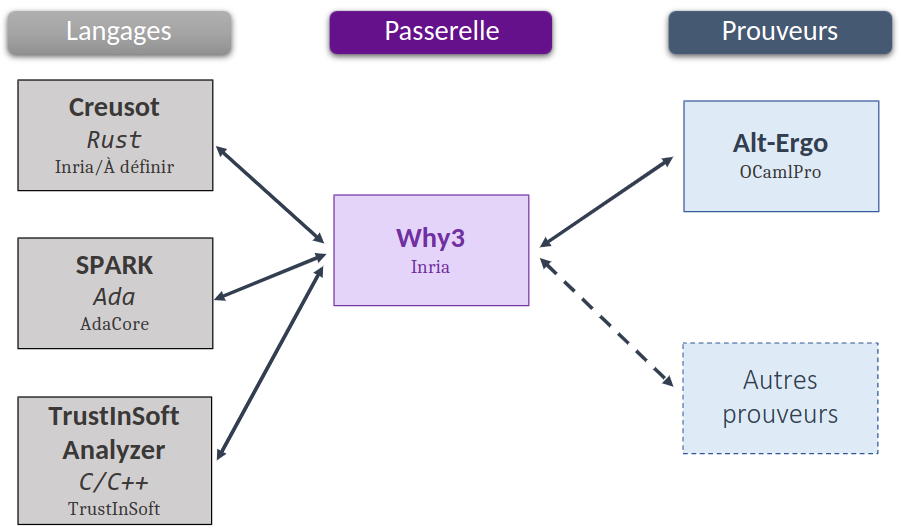 Langages
Passerelle
Prouveurs
Creusot
Rust
Inria/À définir
SPARK
Ada
AdaCore
TrustInSoft
Analyzer
C/C++
TrustInSoft
Why3
Inria
Alt-Ergo
OCamlPro
Autres
prouveurs